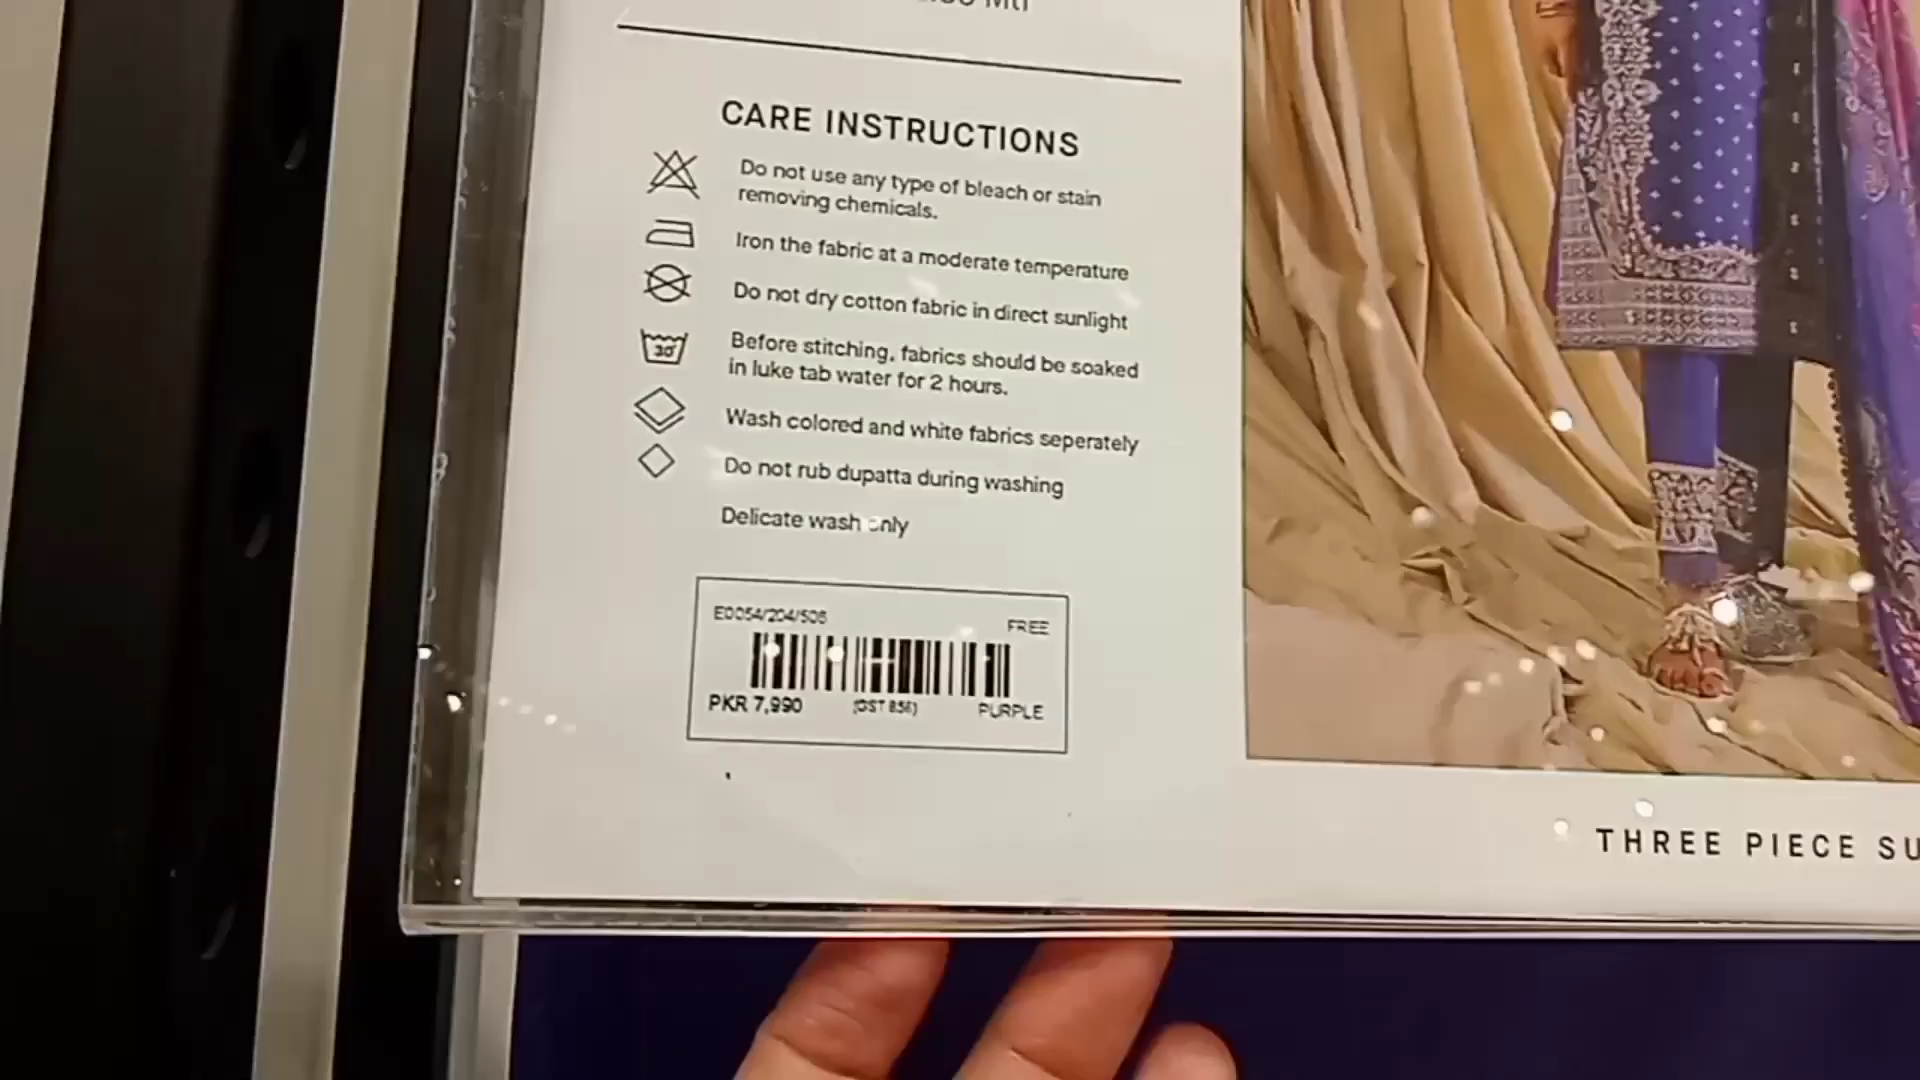 CARE INSTRUCTIONS
Do not use any type of bleach or stain
removing chemicals.
Iron the fabric at a moderate temperature
Do not dry cotton fabric in direct sunlight
30
Before stitching, fabrics should be soaked
in luke tab water for 2 hours.
Wash colored and white fabrics seperately
Do not rub dupatta during washing
Delicate wash only
E0054/204/506
FREE
PKR 7,990
(GST 856)
PURPLE
THREE PIECE SU